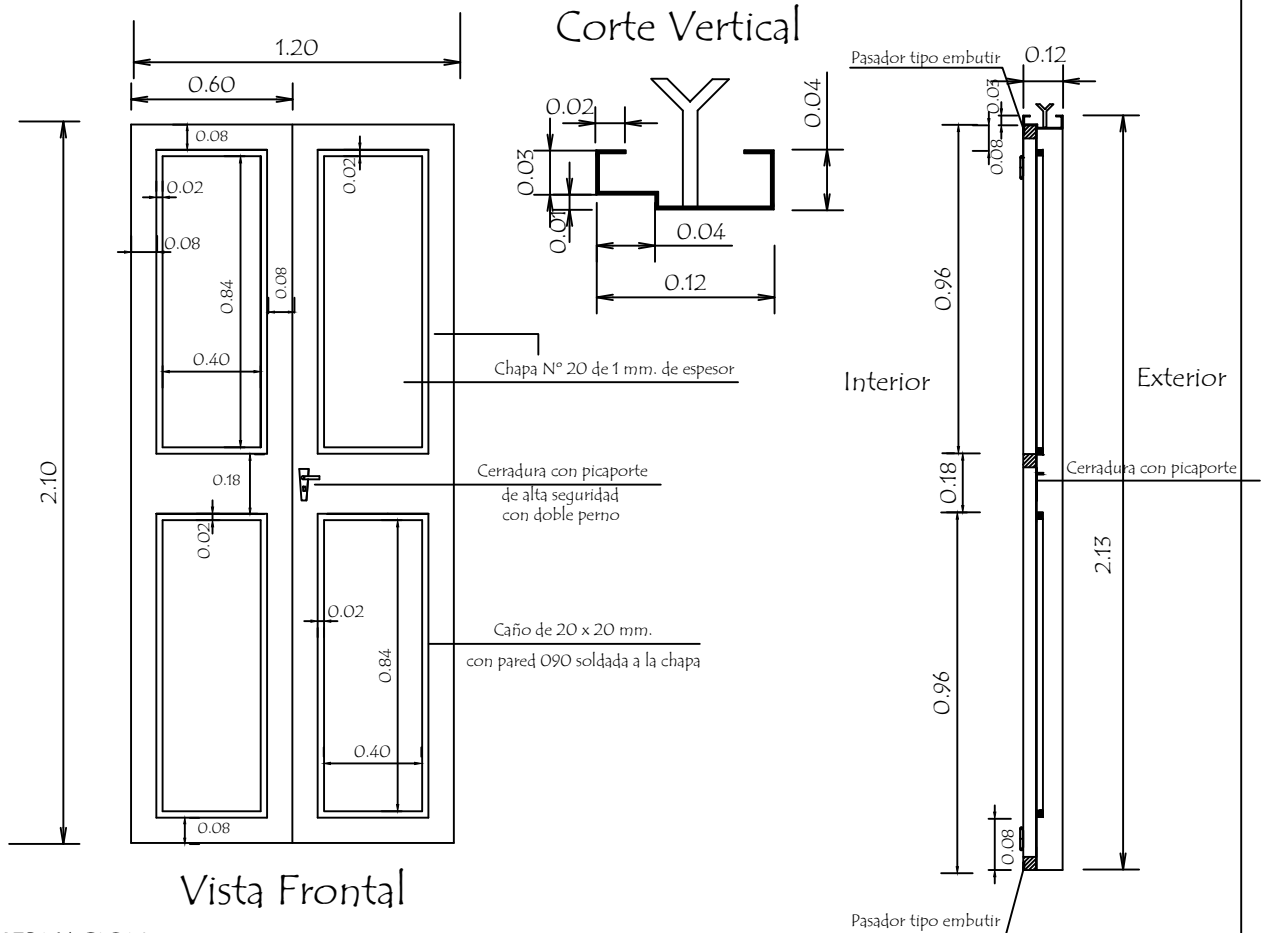 Corte Vertical
1.20
0.60
0.08
0.02
0.02
0.08
0.08
0.84
0.40
2.10
0.18
0.02
0.02
0.84
0.40
0.08
Vista Frontal
0.02
0.04
0.03
0.01
0.04
0.12
Chapa Nº 20 de 1 mm. de espesor
Cerradura con picaporte
de alta seguridad
con doble perno
Caño de 20 x 20 mm.
con pared 090 soldada a la chapa
Pasador tipo embutir
0.12
0.03
0.08
0.96
Interior
Exterior
0.18
Cerradura con picaporte
2.13
0.96
0.08
Pasador tipo embutir